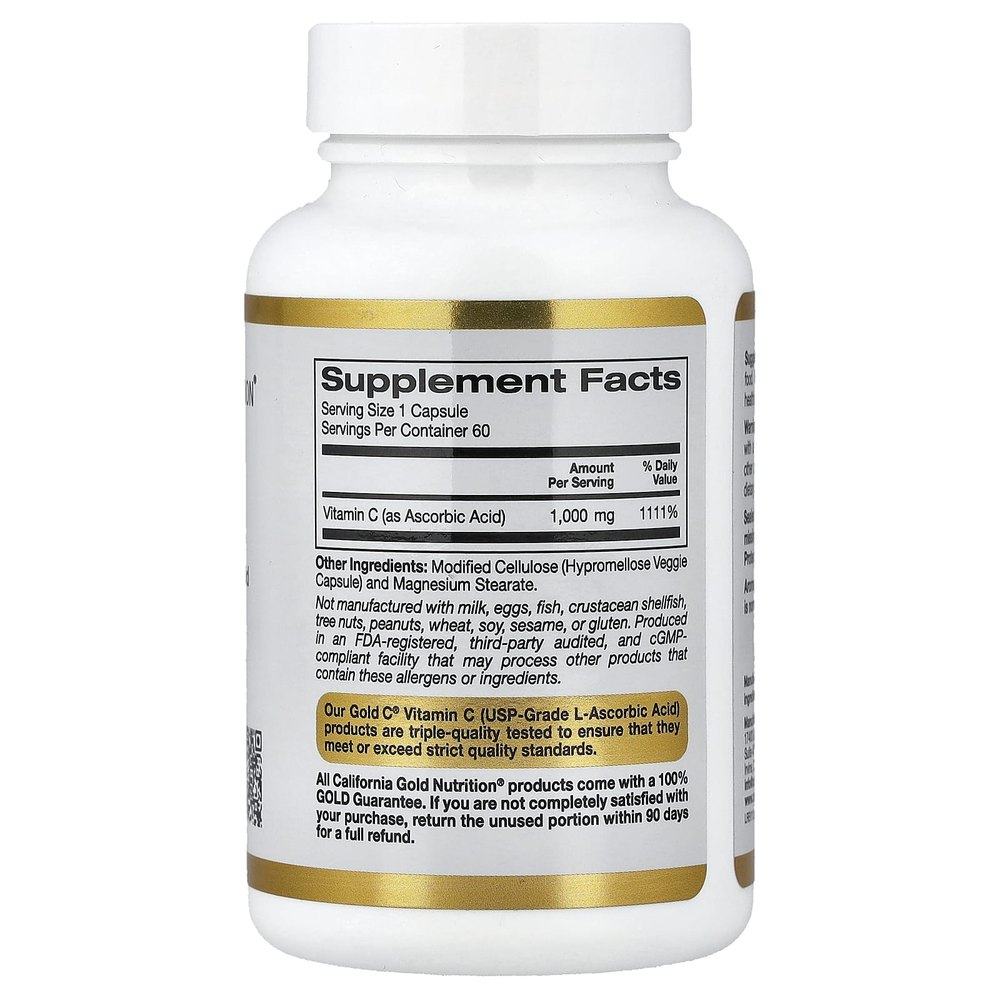 Supplement Facts
Serving Size 1 Capsule
Servings Per Container 60
Amount Per Serving
% Daily Value
Vitamin C (as Ascorbic Acid) 1,000 mg 1111%
Other Ingredients: Modified Cellulose (Hypromellose Veggie
Capsule) and Magnesium Stearate.
Not manufactured with milk, eggs, fish, crustacean shellfish,
tree nuts, peanuts, wheat, soy, sesame, or gluten. Produced
in an FDA-registered, third-party audited, and cGMP-
compliant facility that may process other products that
contain these allergens or ingredients.
Our Gold C® Vitamin C (USP-Grade L-Ascorbic Acid)
products are triple-quality tested to ensure that they
meet or exceed strict quality standards.
All California Gold Nutrition® products come with a 100%
GOLD Guarantee. If you are not completely satisfied with
your purchase, return the unused portion within 90 days
for a full refund.